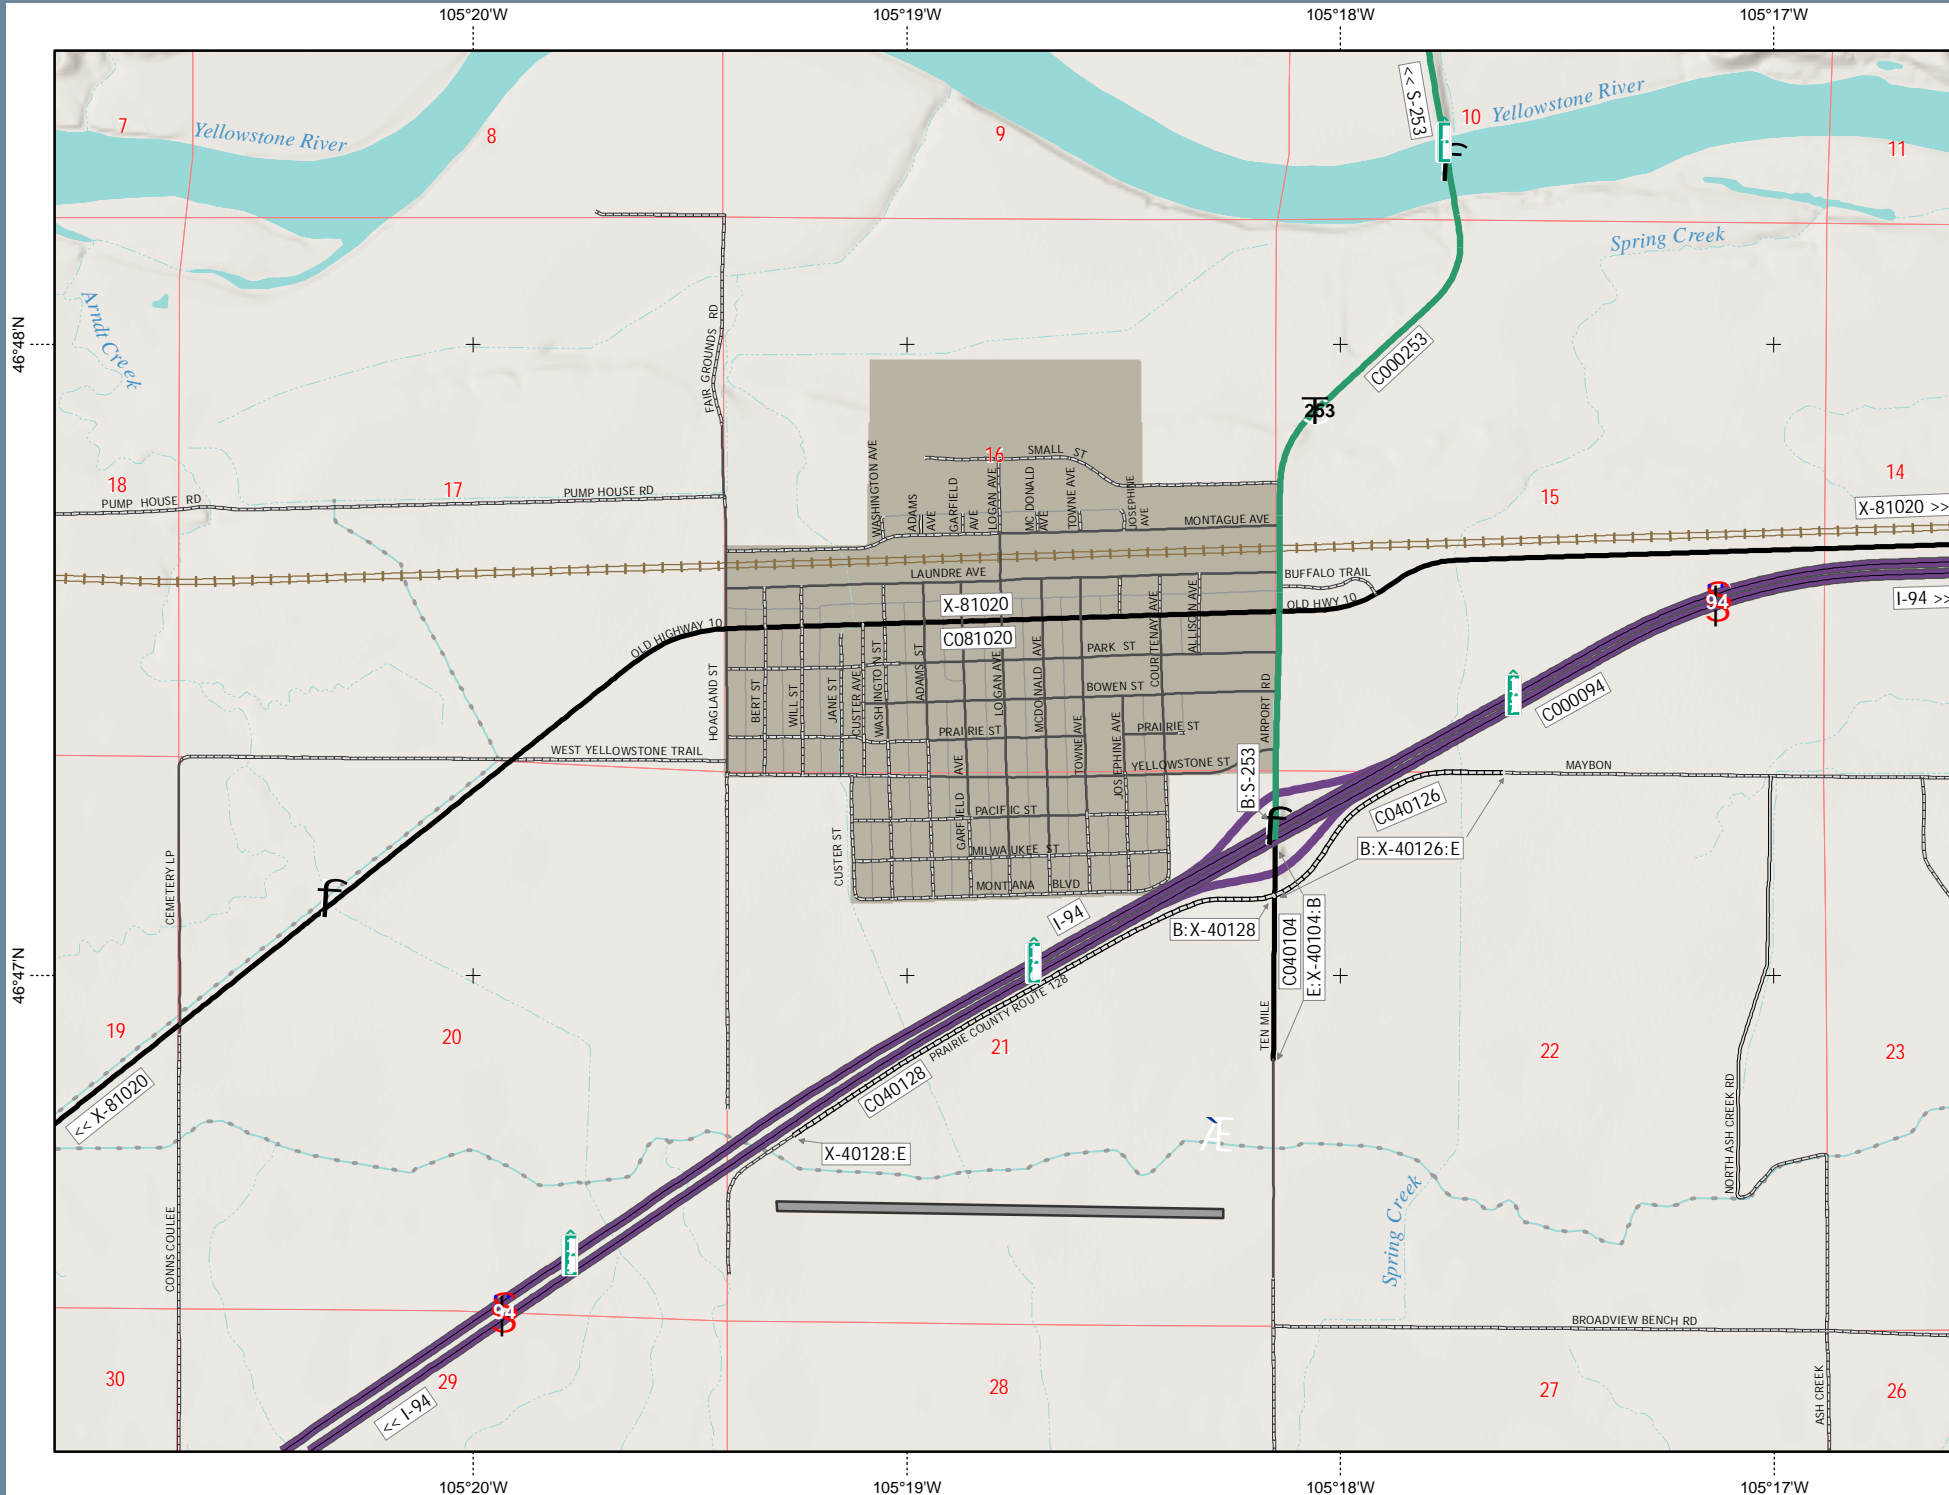 105°20'W
105°19'W
105°18'W
105°17'W
<< S-253
10
Yellowstone River
7
Yellowstone River
8
9
11
Spring Creek
Arndt Creek
46°48'N
FAIR GROUNDS RD
C000253
253
16
SMALL ST
WASHINGTON AVE
ADAMS AVE
GARFIELD AVE
LOGAN AVE
MC DONALD AVE
TOWNE AVE
JOSEPHINE AVE
18
17
PUMP HOUSE RD
PUMP HOUSE RD
15
14
X-81020 >>
MONTAGUE AVE
LAUNDRE AVE
BUFFALO TRAIL
X-81020
OLD HWY 10
94
I-94 >>
OLD HIGHWAY 10
C081020
PARK ST
COURTENAY AVE
ALLISON AVE
HOAGLAND ST
BERT ST
WILL ST
JANE ST
CUSTER AVE
WASHINGTON ST
ADAMS ST
LOGAN AVE
MCDONALD AVE
BOWEN ST
AIRPORT RD
C000094
PRAIRIE ST
PRAIRIE ST
TOWNE AVE
JOSEPHINE AVE
WEST YELLOWSTONE TRAIL
YELLOWSTONE ST
B:S-253
MAYBON
GARFIELD AVE
PACIFIC ST
C040126
CUSTER ST
MILWAUKEE ST
B:X-40126:E
CEMETERY LP
MONTANA BLVD
I-94
B:X-40128
C040104
E:X-40104:B
46°47'N
PRAIRIE COUNTY ROUTE 128
TEN MILE
19
20
21
22
23
C040128
<< X-81020
X-40128:E
NORTH ASH CREEK RD
Spring Creek
CONNS COULEE
94
BROADVIEW BENCH RD
30
29
28
27
26
<< I-94
ASH CREEK
105°20'W
105°19'W
105°18'W
105°17'W